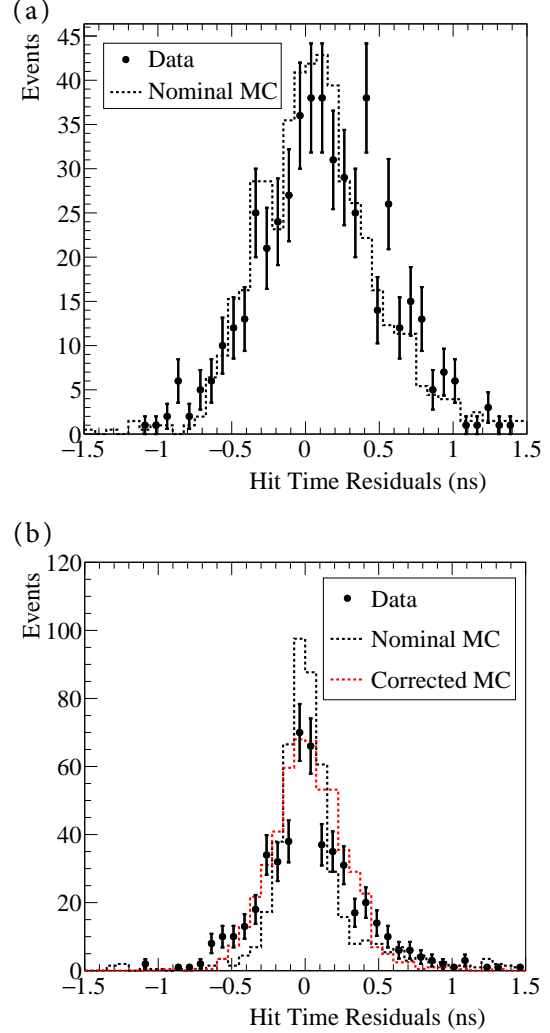 (a)
Events
45
40
35
30
25
20
15
10
5
0
Data
Nominal MC
−1.5 −1 −0.5 0 0.5 1 1.5
Hit Time Residuals (ns)
(b)
Events
120
100
80
60
40
20
0
Data
Nominal MC
Corrected MC
−1.5 −1 −0.5 0 0.5 1 1.5
Hit Time Residuals (ns)